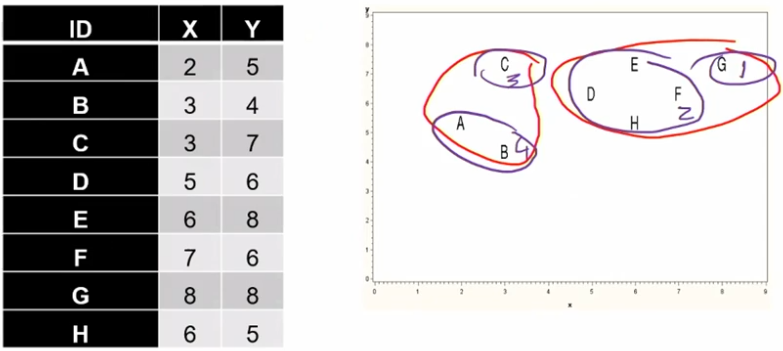 ID X Y
A 2 5
B 3 4
C 3 7
D 5 6
E 6 8
F 7 6
G 8 8
H 6 5
Y
9
8
7
6
5
4
3
2
1
0
C
3
E
G 1
D
F
2
A
H
B 4
0 1 2 3 4 5 6 7 8 9
x